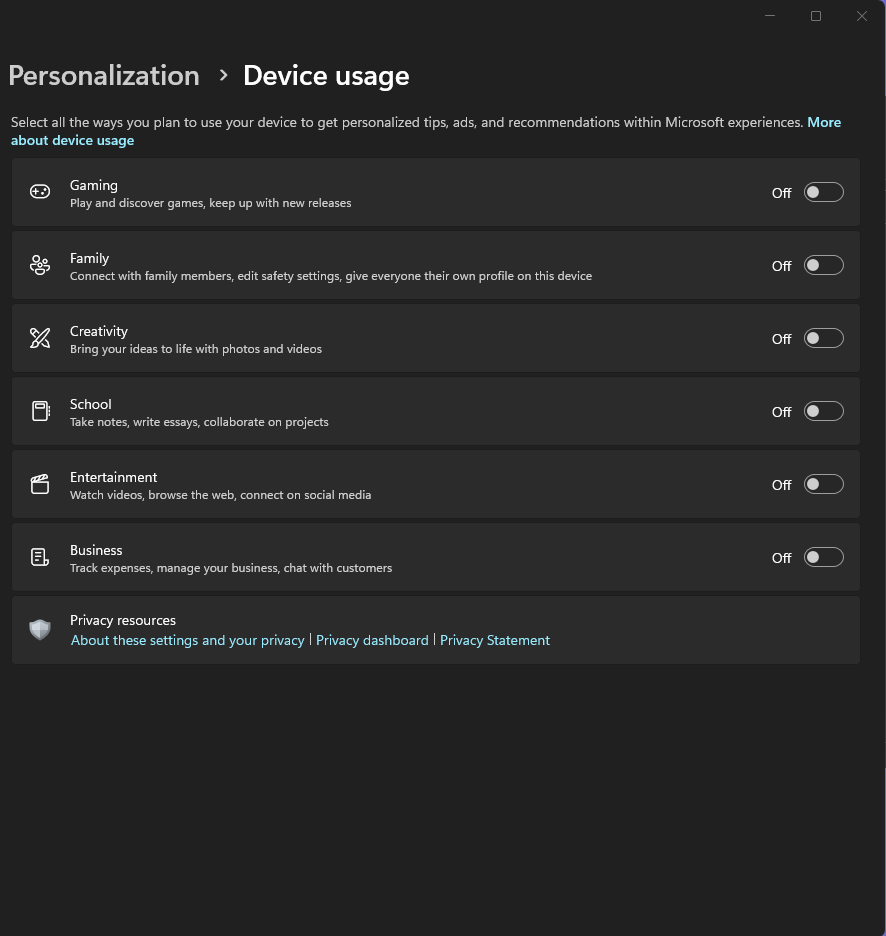 Personalization > Device usage
Select all the ways you plan to use your device to get personalized tips, ads, and recommendations within Microsoft experiences. More
about device usage
Gaming
Play and discover games, keep up with new releases
Off
Family
Connect with family members, edit safety settings, give everyone their own profile on this device
Off
Creativity
Bring your ideas to life with photos and videos
Off
School
Take notes, write essays, collaborate on projects
Off
Entertainment
Watch videos, browse the web, connect on social media
Off
Business
Track expenses, manage your business, chat with customers
Off
Privacy resources
About these settings and your privacy | Privacy dashboard | Privacy Statement